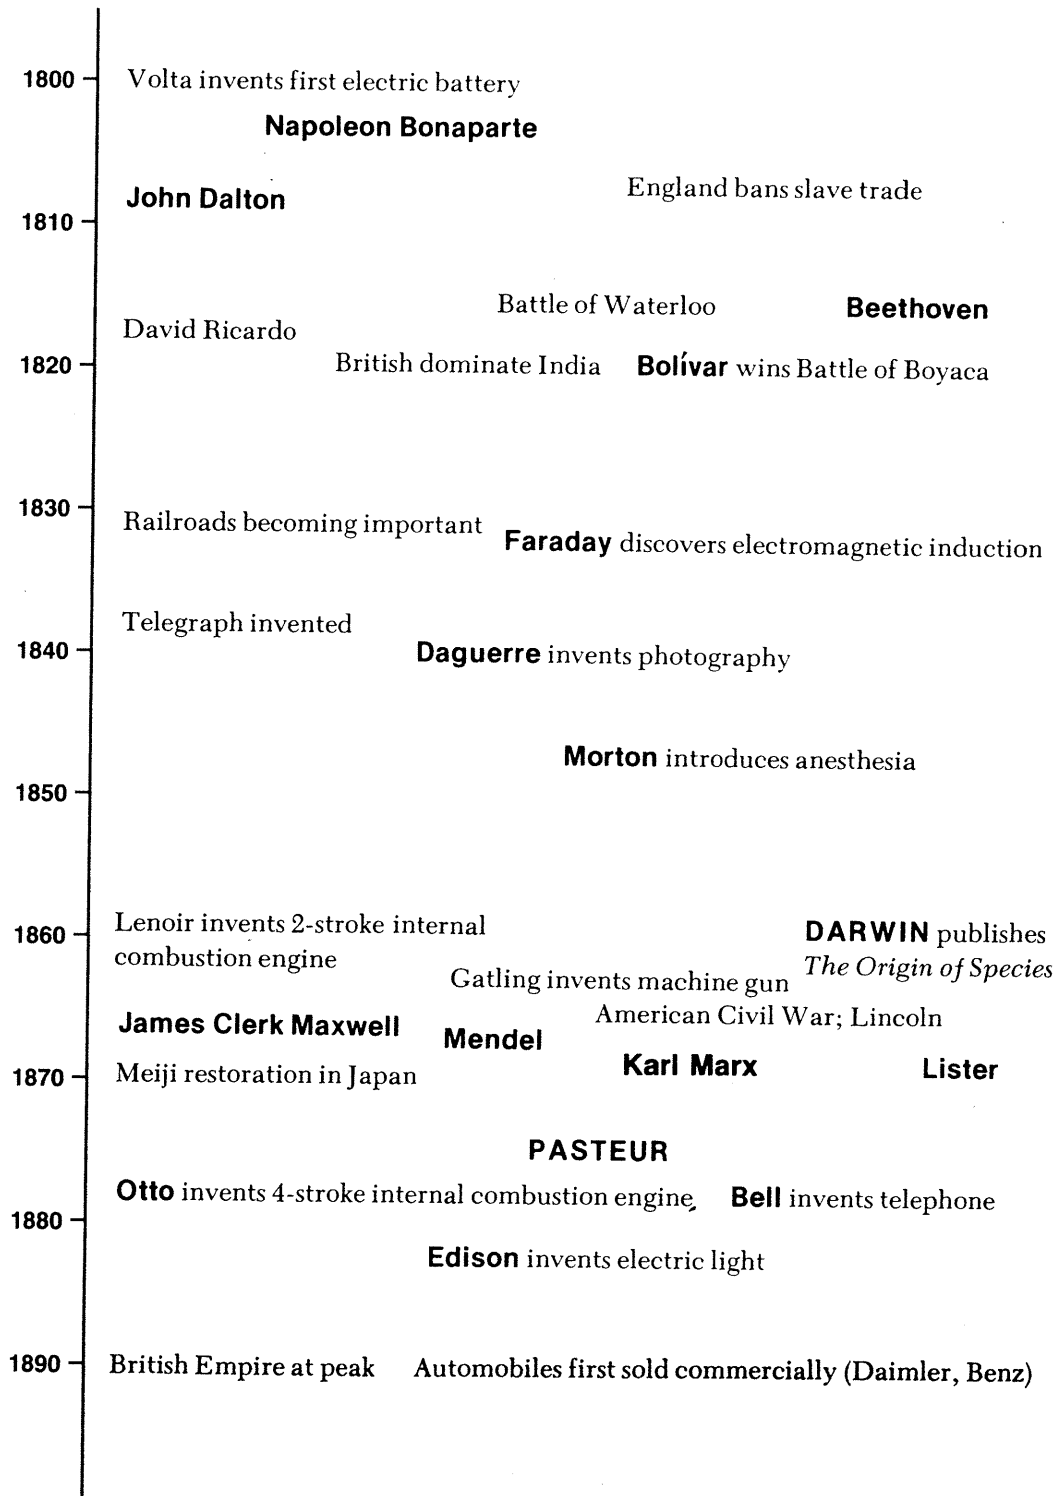 1800 Volta invents first electric battery
Napoleon Bonaparte
England bans slave trade
John Dalton
1810
Battle of Waterloo Beethoven
David Ricardo
1820 British dominate India Bolívar wins Battle of Boyaca
1830
Railroads becoming important
Faraday discovers electromagnetic induction
Telegraph invented
1840 Daguerre invents photography
Morton introduces anesthesia
1850
Lenoir invents 2-stroke internal
1860 DARWIN publishes
combustion engine
The Origin of Species
Gatling invents machine gun
American Civil War; Lincoln
James Clerk Maxwell
Mendel
Karl Marx Lister
1870 Meiji restoration in Japan
PASTEUR
Otto invents 4-stroke internal combustion engine, Bell invents telephone
1880
Edison invents electric light
1890 British Empire at peak Automobiles first sold commercially (Daimler, Benz)